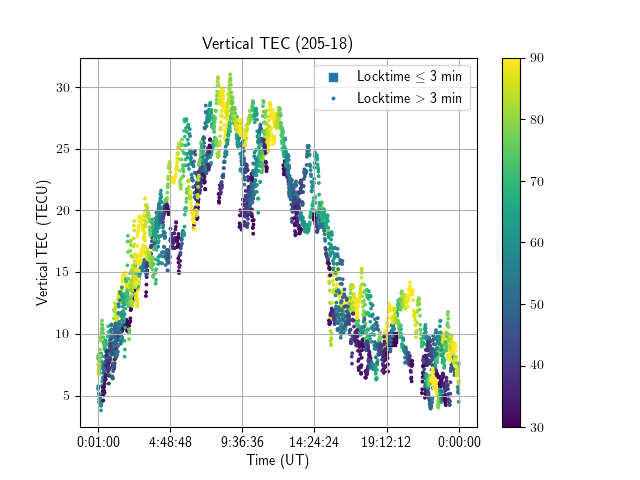 Vertical TEC (205-18)
Locktime ≤ 3 min
Locktime > 3 min
Vertical TEC (TECU)
30
25
20
15
10
5
0:01:00 4:48:48 9:36:36 14:24:24 19:12:12 0:00:00
Time (UT)
90
80
70
60
50
40
30